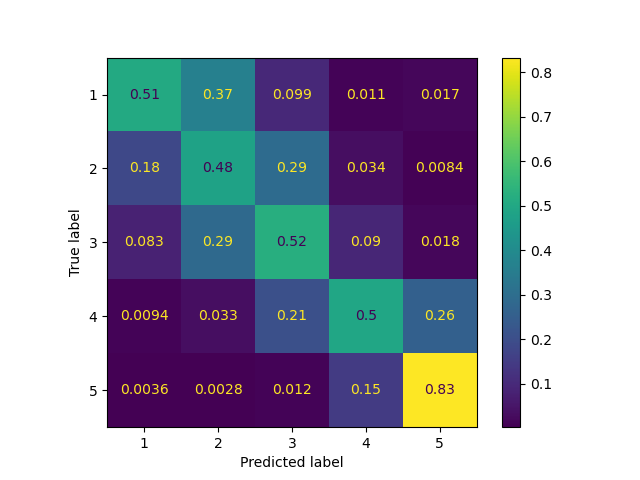 1 0.51 0.37 0.099 0.011 0.017
2 0.18 0.48 0.29 0.034 0.0084
3 0.083 0.29 0.52 0.09 0.018
4 0.0094 0.033 0.21 0.5 0.26
5 0.0036 0.0028 0.012 0.15 0.83
1 2 3 4 5
Predicted label
True label
0.8
0.7
0.6
0.5
0.4
0.3
0.2
0.1